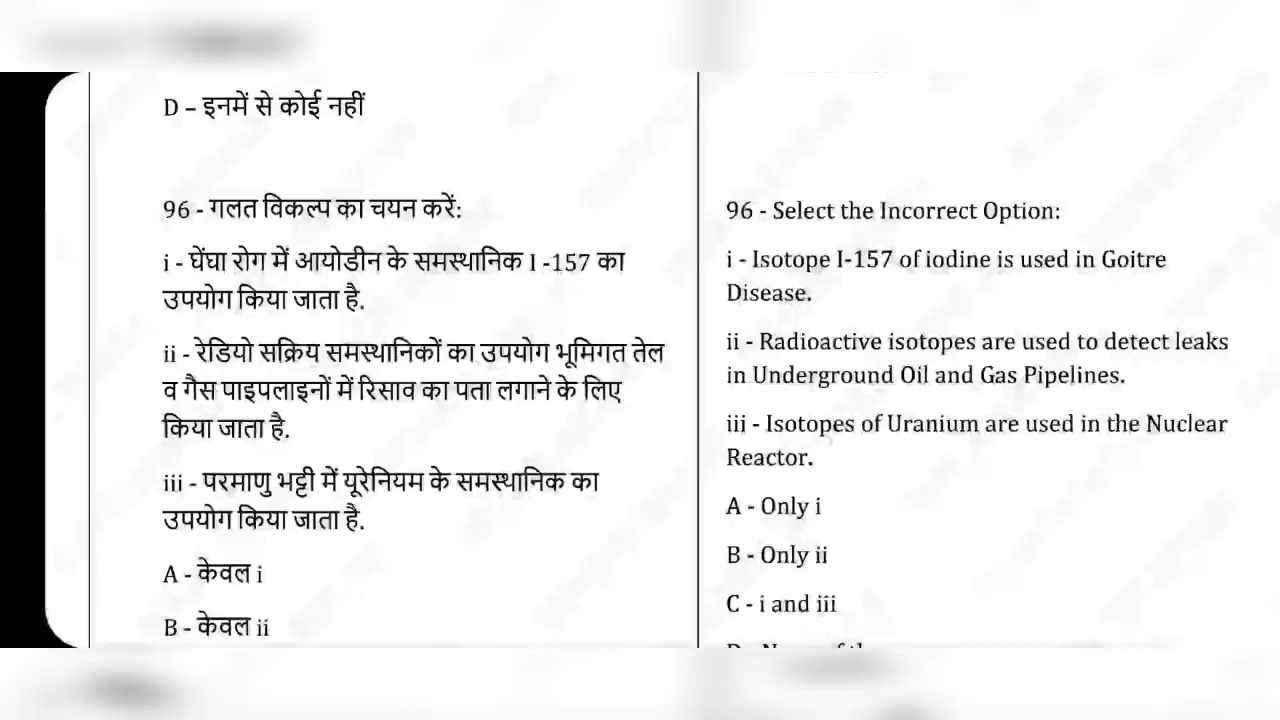 D – इनमें से कोई नहीं
96 - गलत विकल्प का चयन करें:
i - घेंघा रोग में आयोडीन के समस्थानिक I -157 का
उपयोग किया जाता है.
ii - रेडियो सक्रिय समस्थानिकों का उपयोग भूमिगत तेल
व गैस पाइपलाइनों में रिसाव का पता लगाने के लिए
किया जाता है.
iii - परमाणु भट्टी में यूरेनियम के समस्थानिक का
उपयोग किया जाता है.
A - केवल i
B - केवल ii
96 - Select the Incorrect Option:
i - Isotope I-157 of iodine is used in Goitre
Disease.
ii - Radioactive isotopes are used to detect leaks
in Underground Oil and Gas Pipelines.
iii - Isotopes of Uranium are used in the Nuclear
Reactor.
A - Only i
B - Only ii
C - i and iii